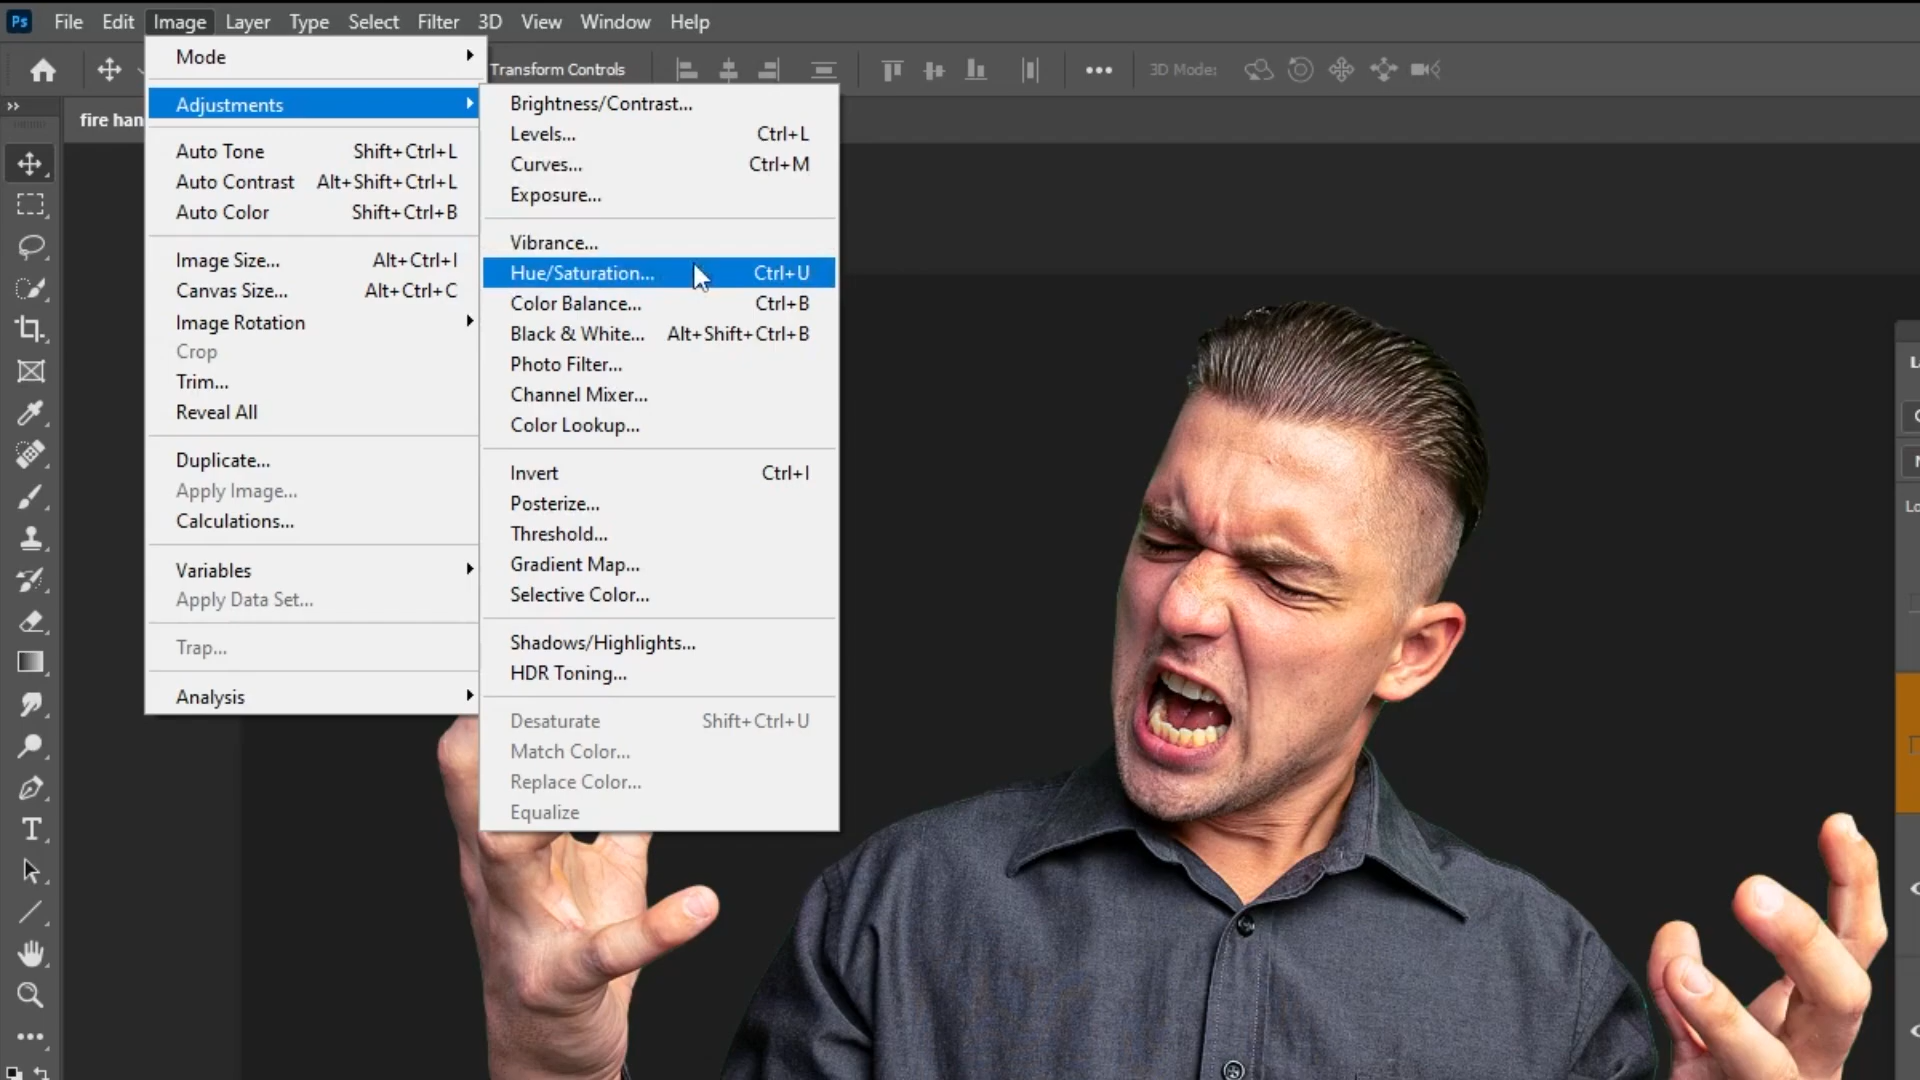 Ps File Edit Image Layer Type Select Filter 3D View Window Help
Transform Controls 3D Mode:
fire han
Mode
Adjustments
Auto Tone Shift+Ctrl+L
Auto Contrast Alt+Shift+Ctrl+L
Auto Color Shift+Ctrl+B
Image Size... Alt+Ctrl+I
Canvas Size... Alt+Ctrl+C
Image Rotation
Crop
Trim...
Reveal All
Duplicate...
Apply Image...
Calculations...
Variables
Apply Data Set...
Trap...
Analysis
Brightness/Contrast...
Levels... Ctrl+L
Curves... Ctrl+M
Exposure...
Vibrance...
Hue/Saturation... Ctrl+U
Color Balance... Ctrl+B
Black & White... Alt+Shift+Ctrl+B
Photo Filter...
Channel Mixer...
Color Lookup...
Invert Ctrl+I
Posterize...
Threshold...
Gradient Map...
Selective Color...
Shadows/Highlights...
HDR Toning...
Desaturate Shift+Ctrl+U
Match Color...
Replace Color...
Equalize
Lo